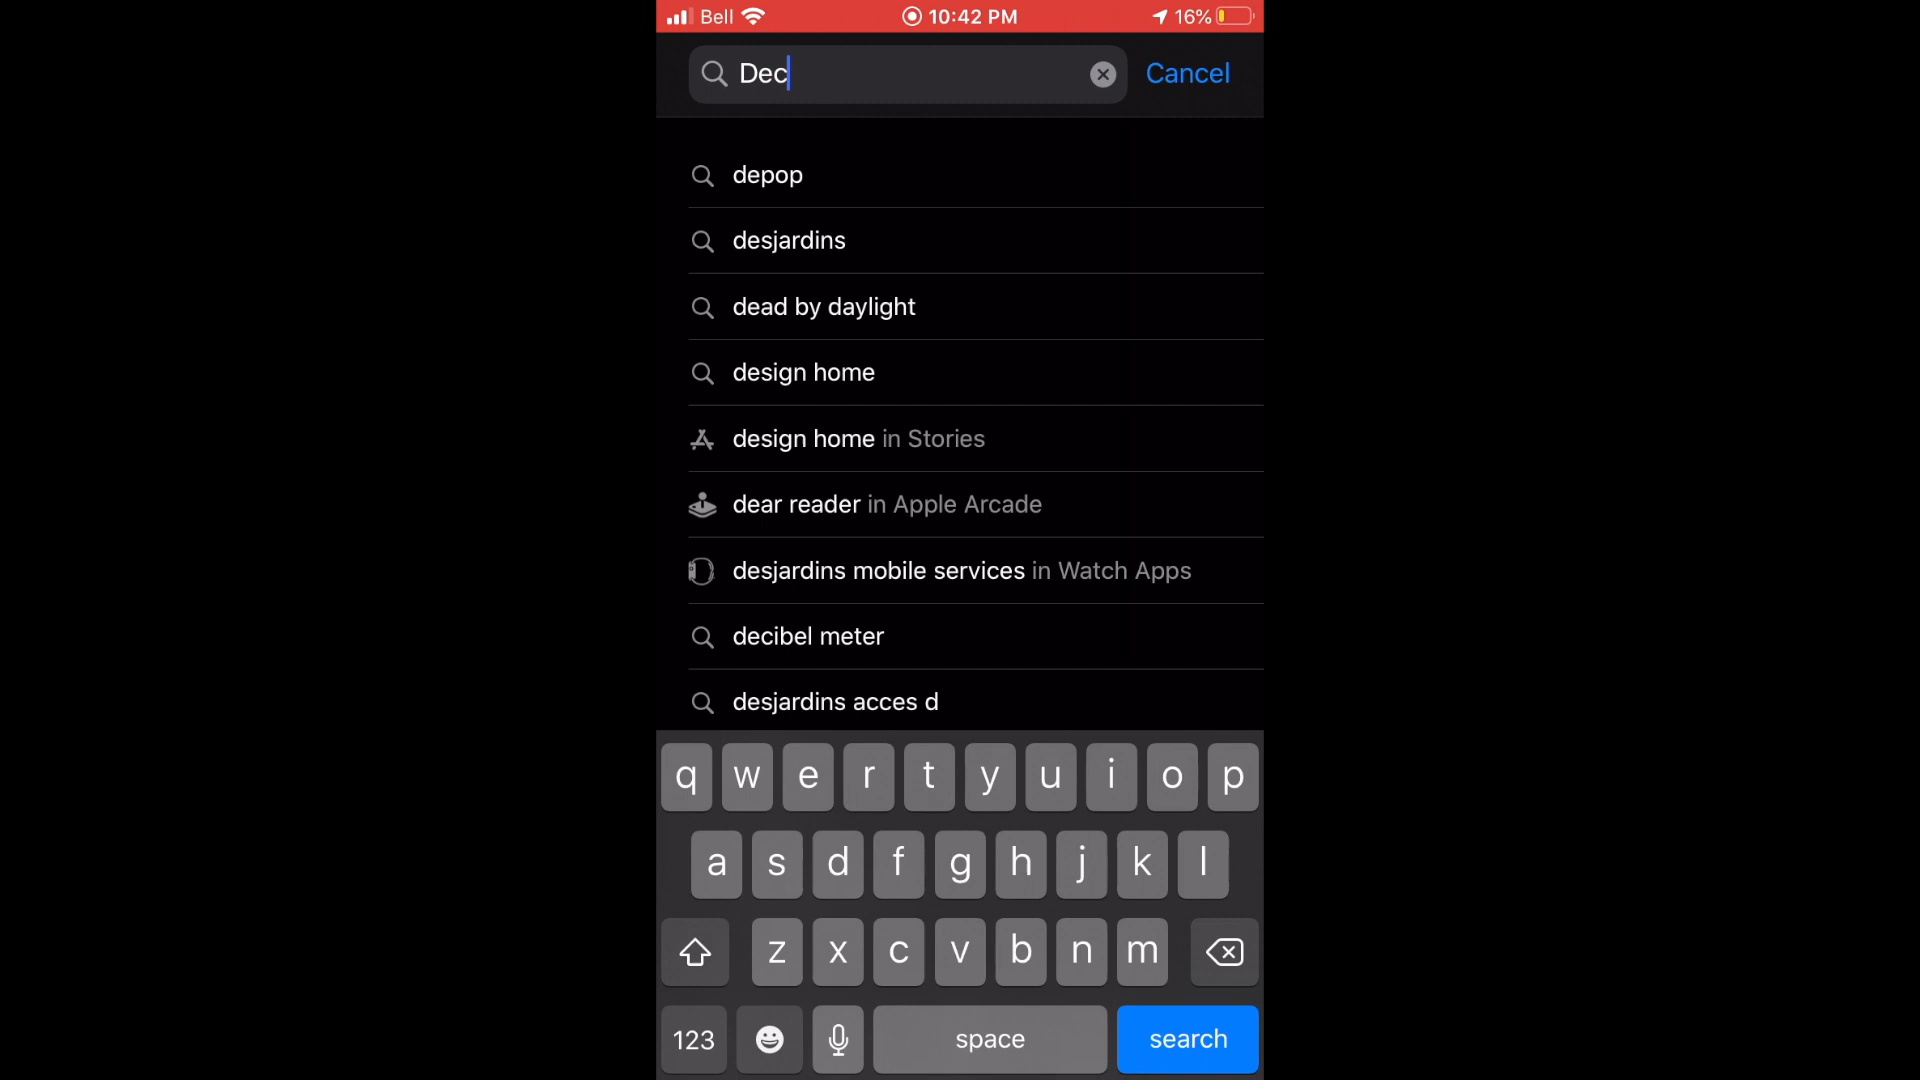 Bell 10:42 PM 16%
Dec Cancel
depop
desjardins
dead by daylight
design home
design home in Stories
dear reader in Apple Arcade
desjardins mobile services in Watch Apps
decibel meter
desjardins acces d
q w e r t y u i o p
a s d f g h j k l
z x c v b n m
123 space search